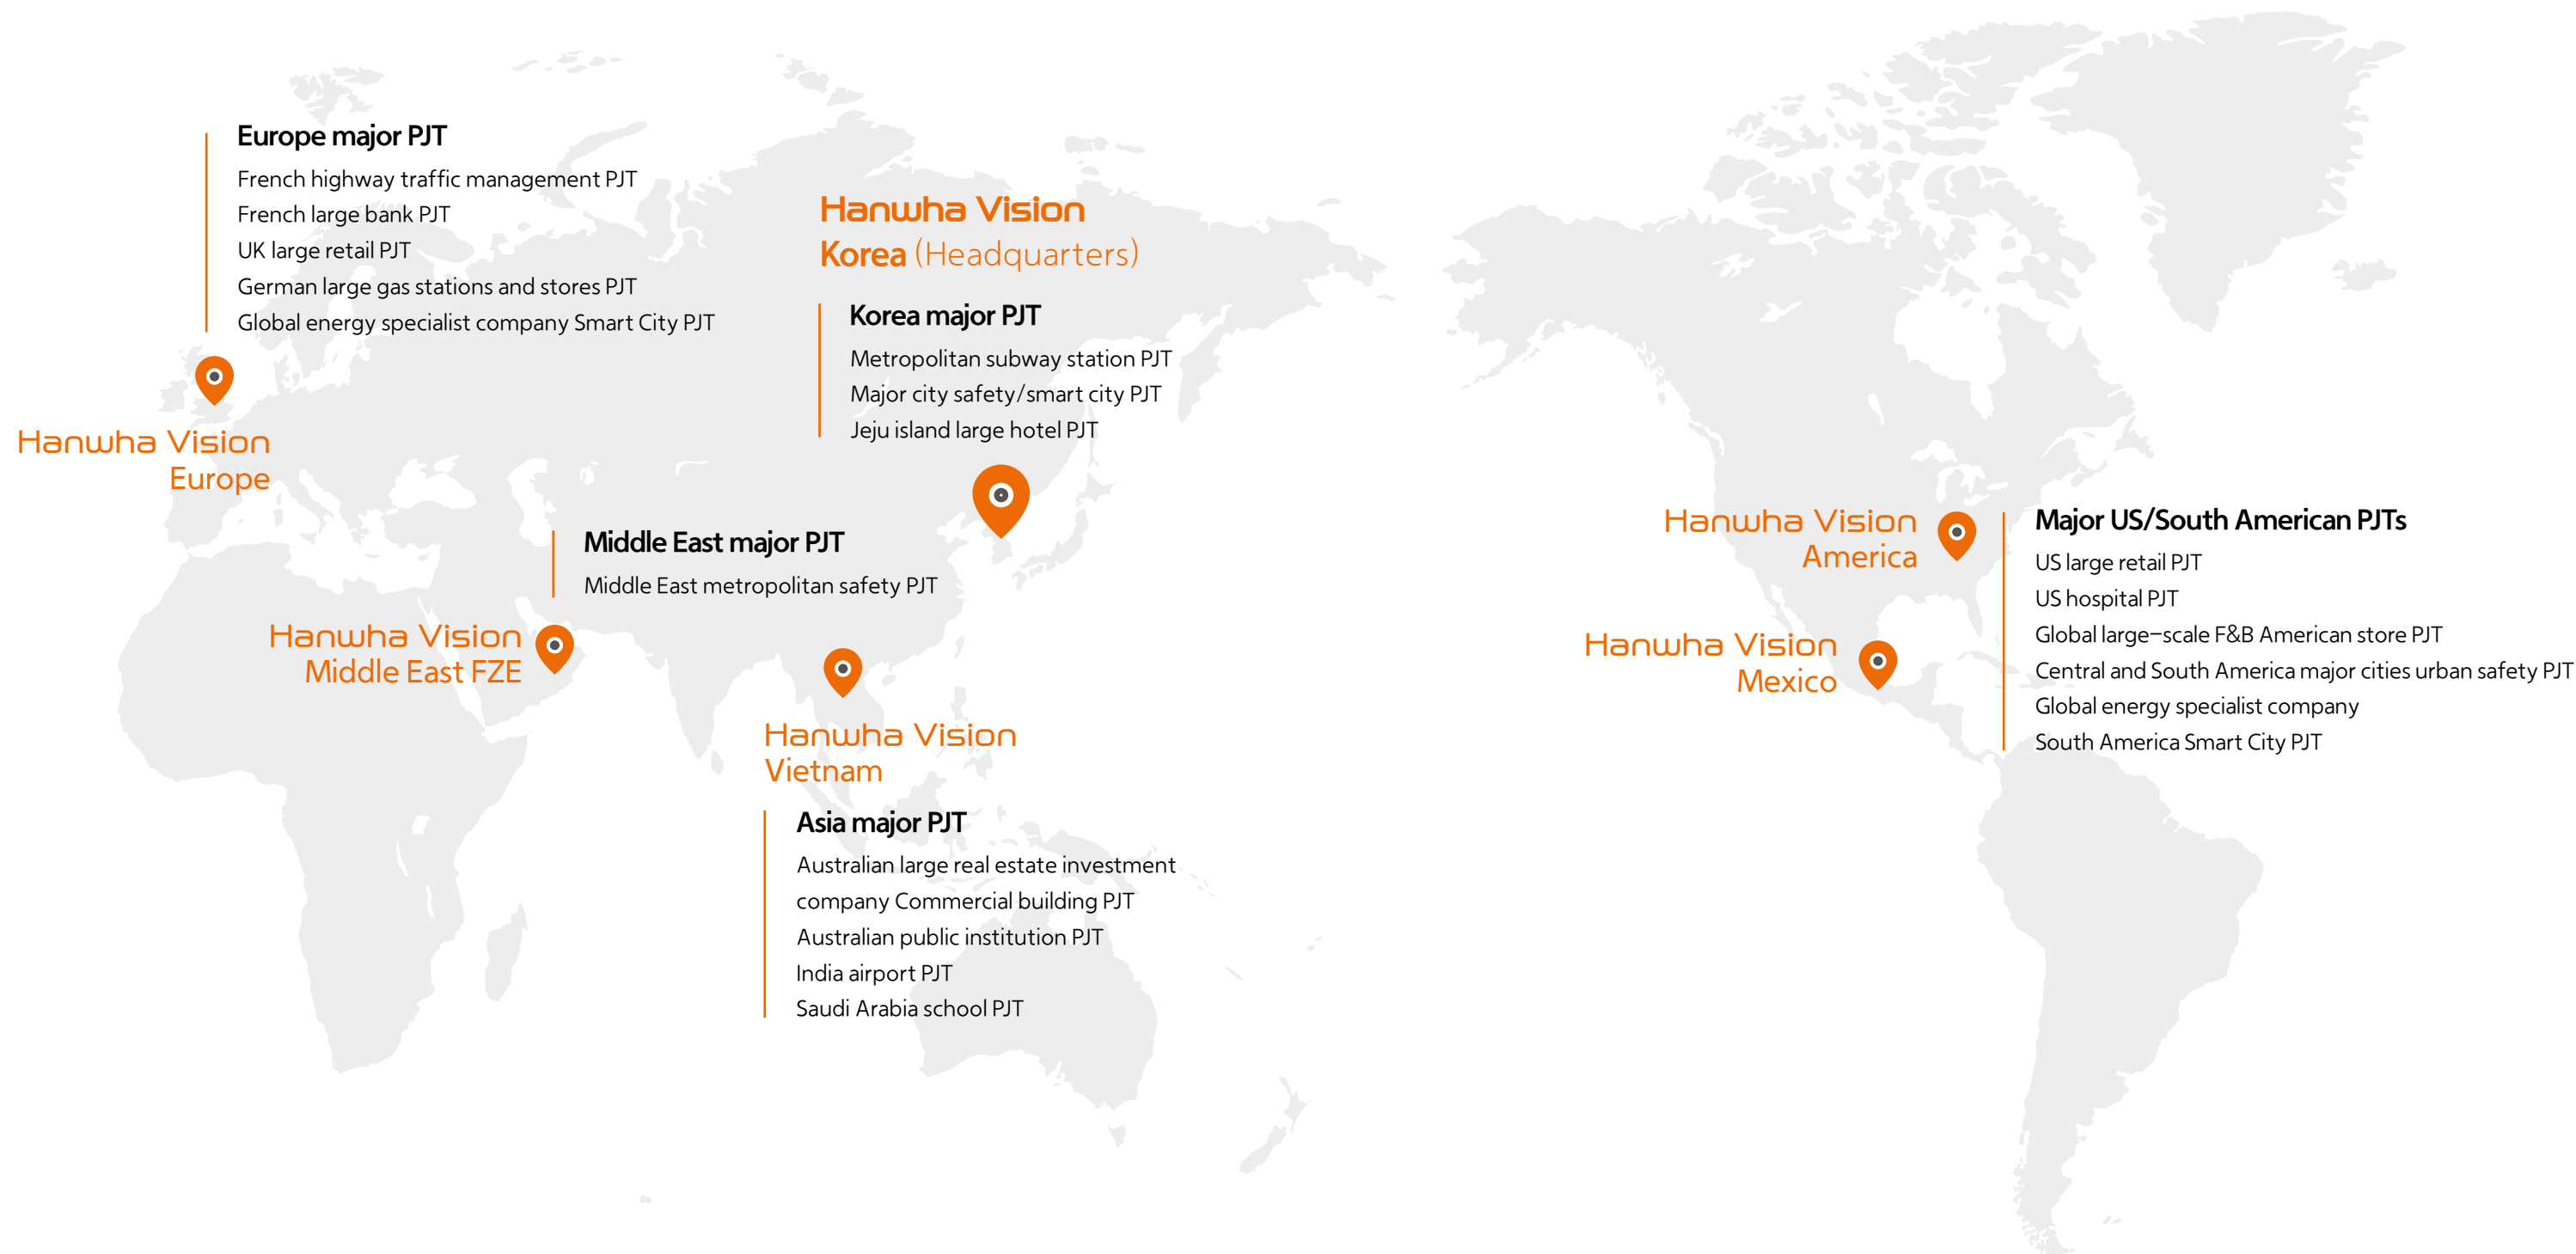 Europe major PJT
French highway traffic management PJT
French large bank PJT
UK large retail PJT
German large gas stations and stores PJT
Global energy specialist company Smart City PJT
Hanwha Vision
Europe
Hanwha Vision
Korea (Headquarters)
Korea major PJT
Metropolitan subway station PJT
Major city safety/smart city PJT
Jeju island large hotel PJT
Middle East major PJT
Middle East metropolitan safety PJT
Hanwha Vision
Middle East FZE
Hanwha Vision
Vietnam
Asia major PJT
Australian large real estate investment
company Commercial building PJT
Australian public institution PJT
India airport PJT
Saudi Arabia school PJT
Hanwha Vision
America
Hanwha Vision
Mexico
Major US/South American PJTs
US large retail PJT
US hospital PJT
Global large-scale F&B American store PJT
Central and South America major cities urban safety PJT
Global energy specialist company
South America Smart City PJT